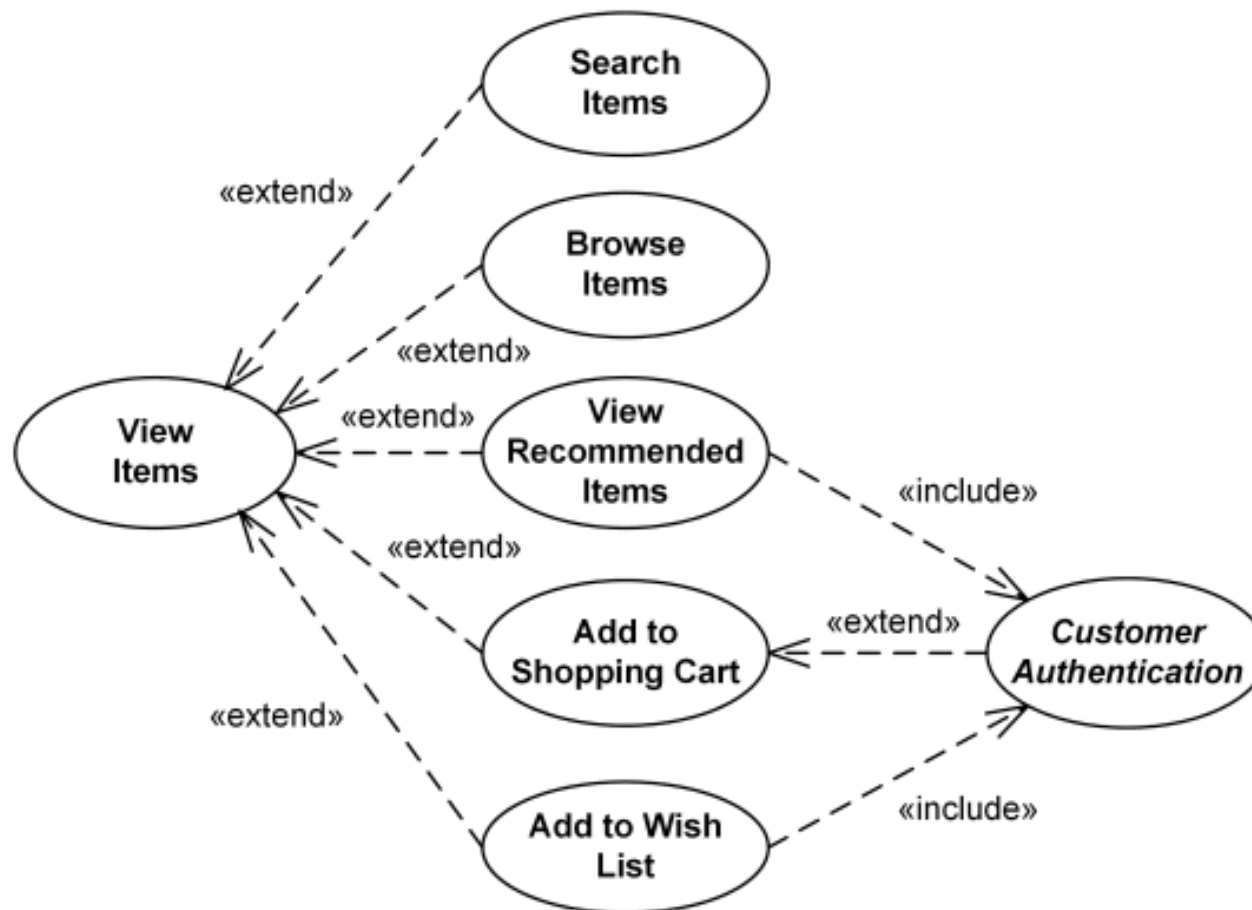 Search
Items
«extend»
Browse
Items
«extend»
View
Items
«extend»
View
Recommended
Items
«include»
«extend»
Add to
Shopping Cart
«extend»
Customer
Authentication
«extend»
Add to Wish
List
«include»